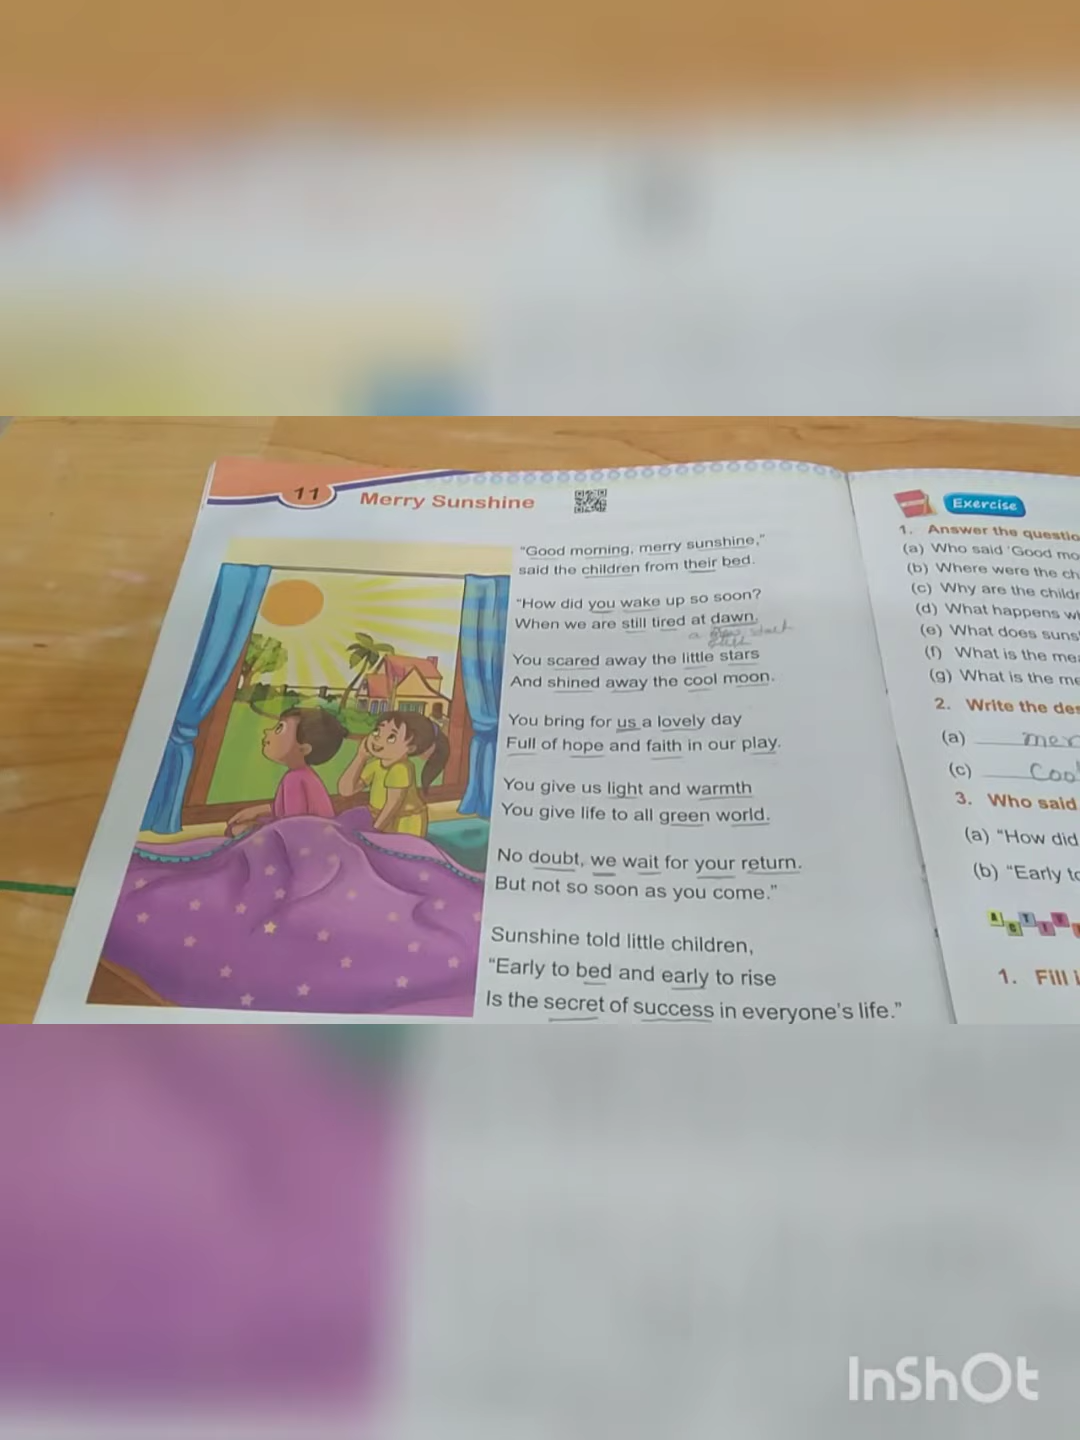 11
Merry Sunshine
"Good morning, merry sunshine,"
said the children from their bed.
"How did you wake up so soon?
When we are still tired at dawn.
a new start
You scared away the little stars
And shined away the cool moon.
You bring for us a lovely day
Full of hope and faith in our play.
You give us light and warmth
You give life to all green world.
No doubt, we wait for your return.
But not so soon as you come."
Sunshine told little children,
"Early to bed and early to rise
Is the secret of success in everyone's life."
Exercise
1. Answer the questio
(a) Who said 'Good mo
(b) Where were the ch
(c) Why are the childr
(d) What happens wh
(e) What does suns
(f) What is the mea
(g) What is the me
2. Write the des
(a) mer
(c) Cool
3. Who said
(a) "How did
(b) "Early to
1. Fill i
InShOt